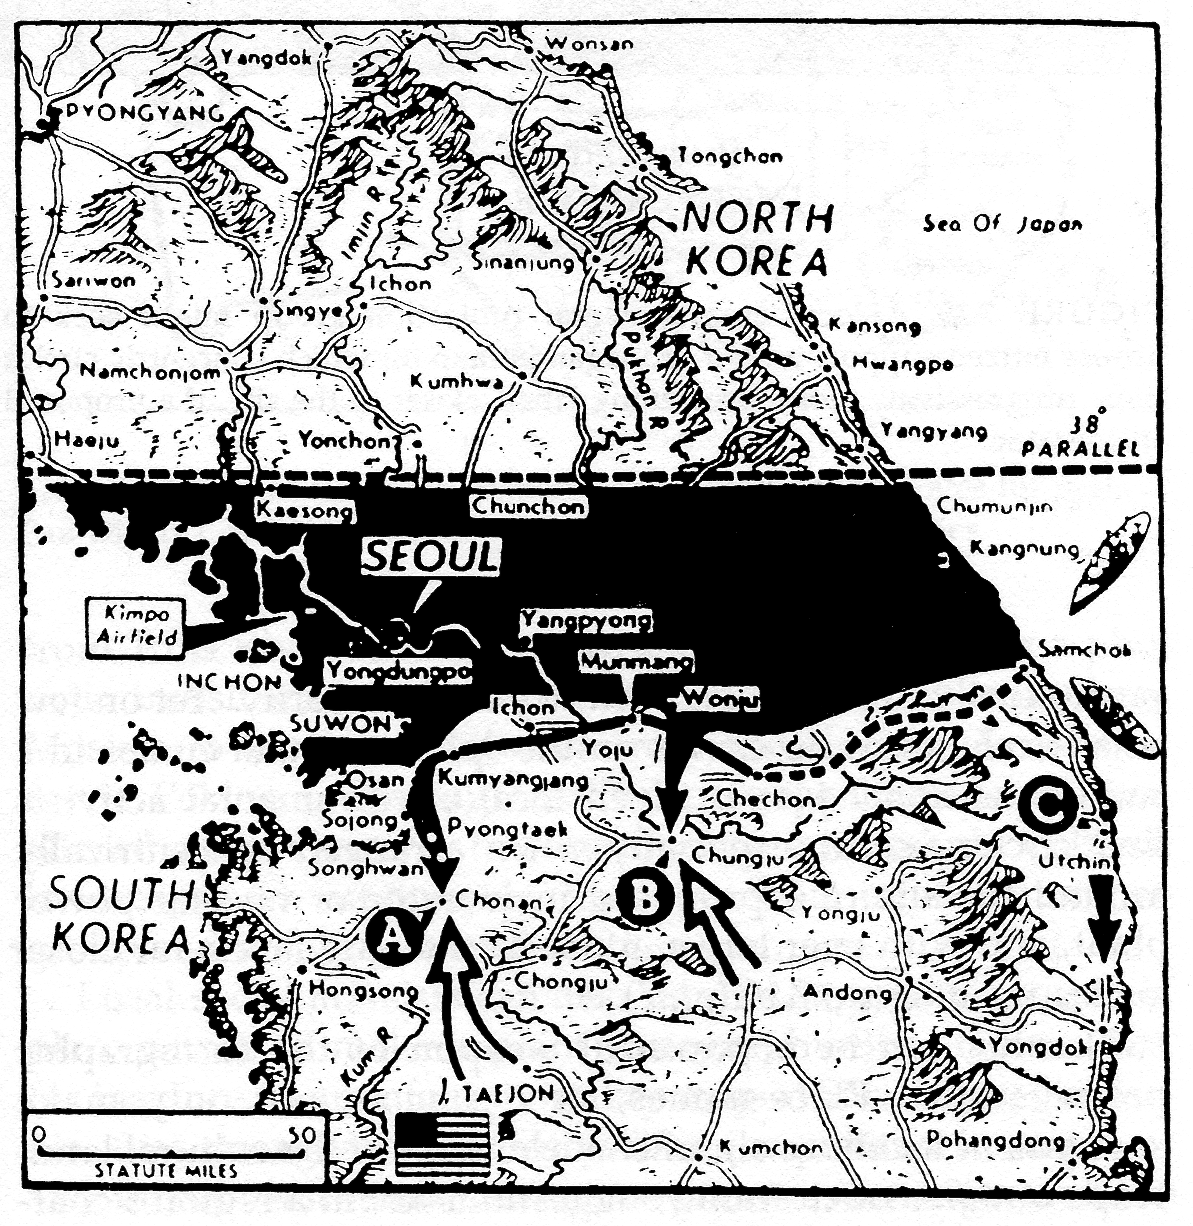 Yangdok
Wonsan
PYONGYANG
Tongchon
NORTH
KOREA
Sea Of Japan
Imjin R
Sinanjung
Sariwon
Ichon
Singye
Kansong
Pukhan R
Hwangpo
Namchonjom
Kumhwa
Haeju
Yonchon
Yangyang
38°
PARALLEL
Kaesong
Chunchon
Chumunjin
SEOUL
Kangnung
Kimpo
Airfield
Yangpyong
Samchok
Munmang
Yongdungpo
INCHON
Wonju
Ichon
SUWON
Yoju
Osan
Kumyangjang
Chechon
C
Sojong
Pyongtaek
Chungju
Utchin
Songhwan
SOUTH
KOREA
Chonan
B
Yongju
A
Chongju
Hongsong
Andong
Kum R
Yongdok
TAEJON
0 50
STATUTE MILES
Kumchon
Pohangdong